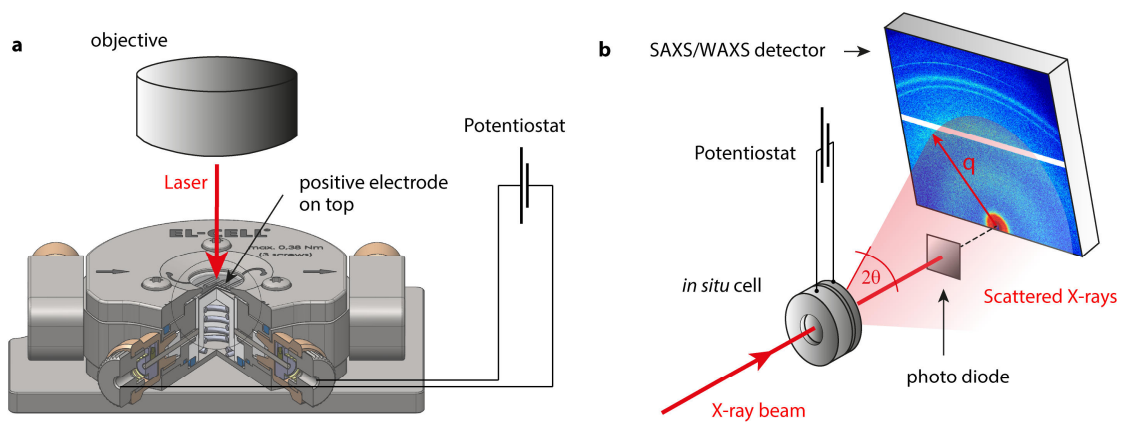 a
objective
Laser
positive electrode
on top
Potentiostat
EL-CELL®
max. 0.38 Nm
(3 screws)
b
SAXS/WAXS detector
Potentiostat
q
in situ cell
2θ
Scattered X-rays
photo diode
X-ray beam